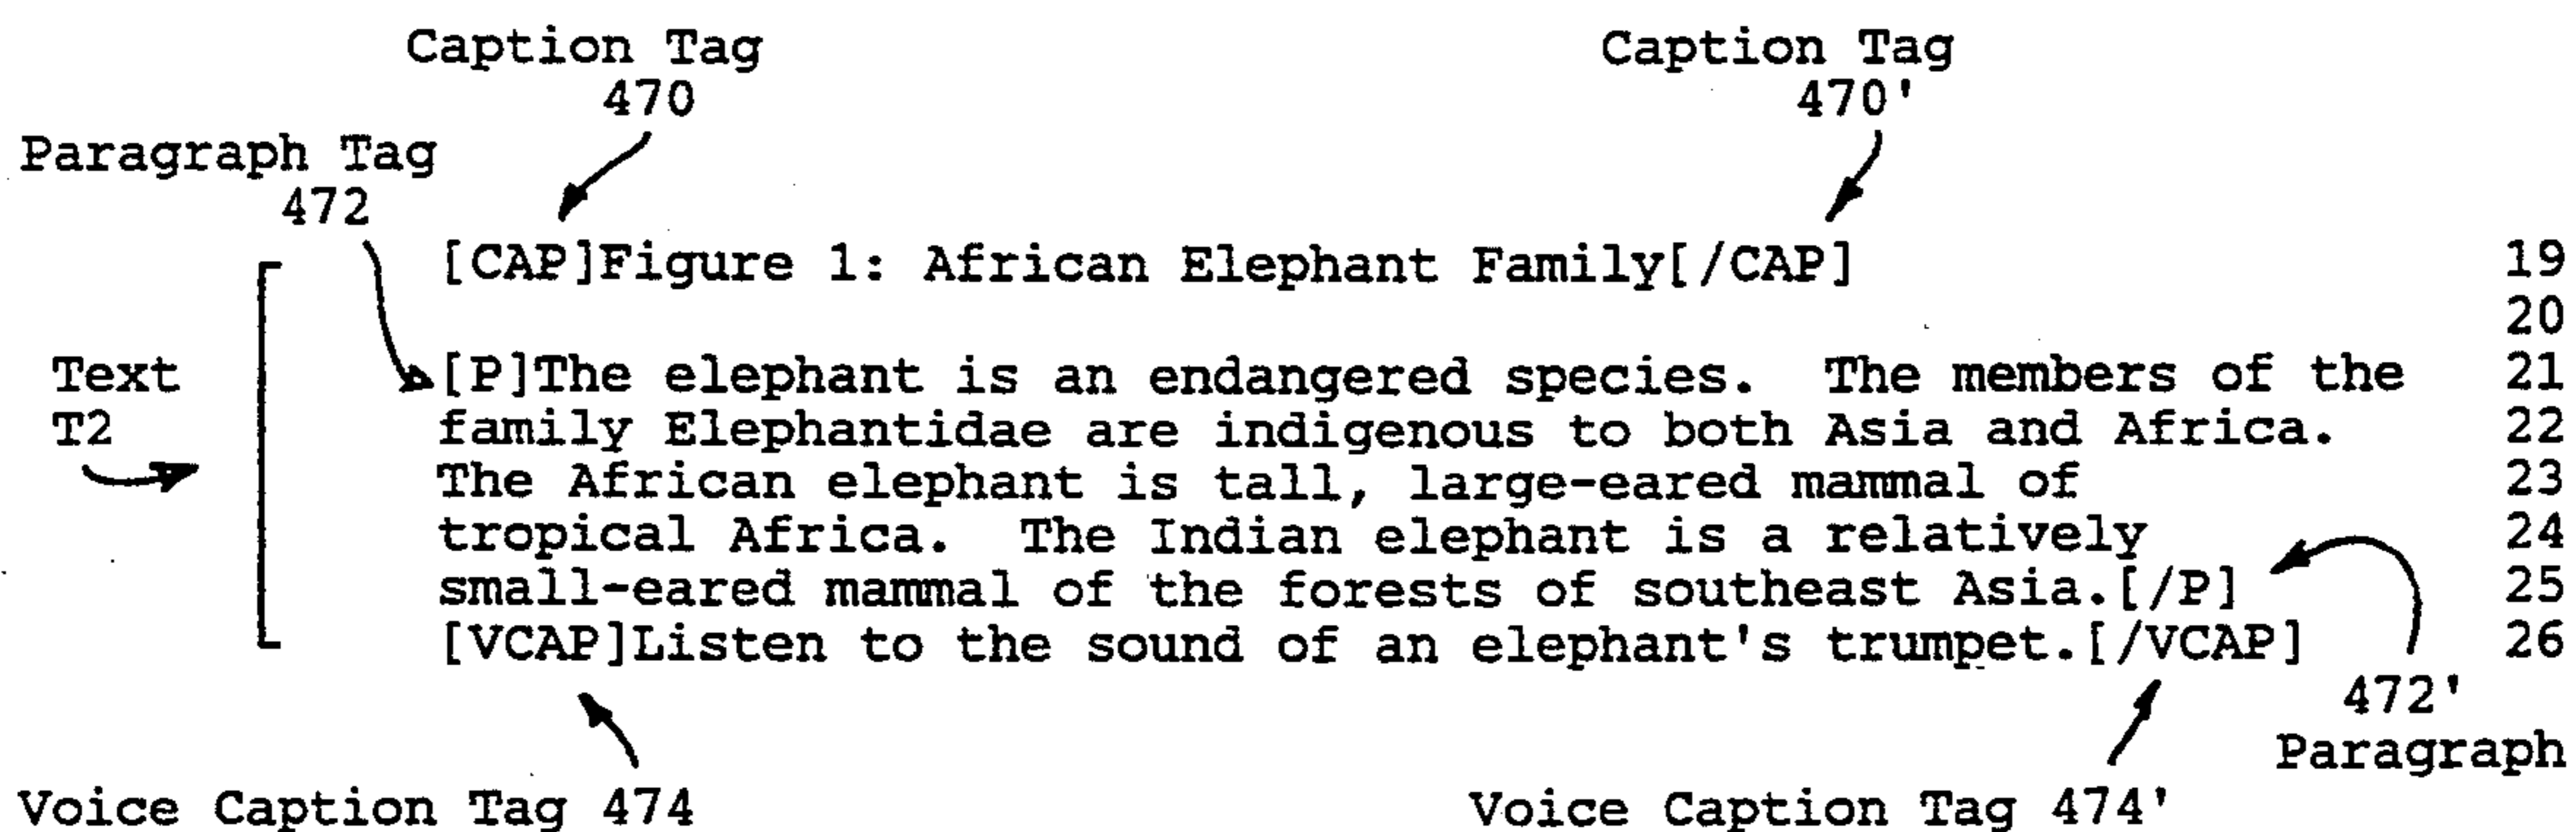 Caption Tag Caption Tag
470 470'
Paragraph Tag
472
[CAP]Figure 1: African Elephant Family[/CAP] 19
20
Text [P]The elephant is an endangered species. The members of the 21
T2 family Elephantidae are indigenous to both Asia and Africa. 22
The African elephant is tall, large-eared mammal of 23
tropical Africa. The Indian elephant is a relatively 24
small-eared mammal of the forests of southeast Asia.[/P] 25
[VCAP]Listen to the sound of an elephant's trumpet.[/VCAP] 26
472'
Paragraph
Voice Caption Tag 474 Voice Caption Tag 474'